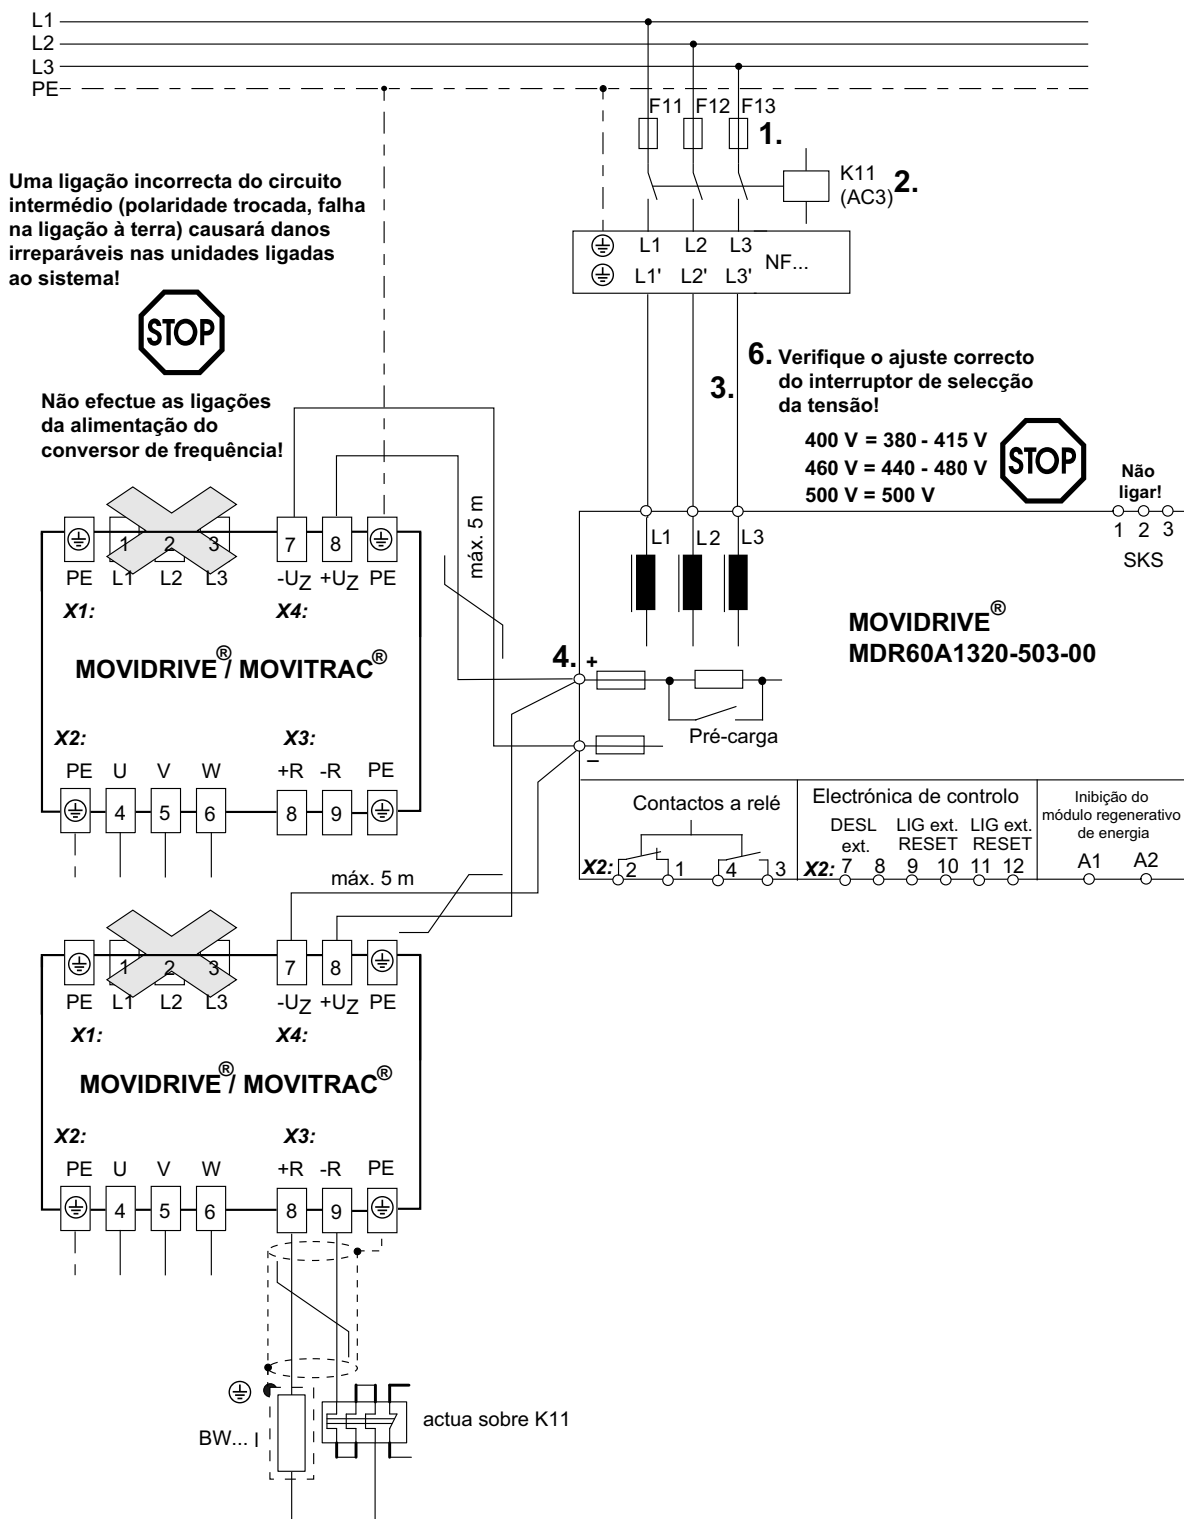 L1
L2
L3
PE
F11 F12 F13
1.
K11
(AC3)
2.
Uma ligação incorrecta do circuito
intermédio (polaridade trocada, falha
na ligação à terra) causará danos
irreparáveis nas unidades ligadas
ao sistema!
L1 L2 L3
L1' L2' L3'
NF...
STOP
Não efectue as ligações
da alimentação do
conversor de frequência!
3.
6. Verifique o ajuste correcto
do interruptor de selecção
da tensão!
400 V = 380 - 415 V
460 V = 440 - 480 V
500 V = 500 V
STOP
Não
ligar!
1 2 3
SKS
máx. 5 m
1 2 3 7 8
PE L1 L2 L3 -UZ +UZ PE
X1: X4:
MOVIDRIVE®/ MOVITRAC®
X2: X3:
PE U V W +R -R PE
4 5 6 8 9
L1 L2 L3
MOVIDRIVE®
MDR60A1320-503-00
4. +
–
Pré-carga
Contactos a relé
X2: 2 1 4 3
Electrónica de controlo
DESL LIG ext. LIG ext.
ext. RESET RESET
X2: 7 8 9 10 11 12
Inibição do
módulo regenerativo
de energia
A1 A2
máx. 5 m
1 2 3 7 8
PE L1 L2 L3 -UZ +UZ PE
X1: X4:
MOVIDRIVE®/ MOVITRAC®
X2: X3:
PE U V W +R -R PE
4 5 6 8 9
BW...
actua sobre K11